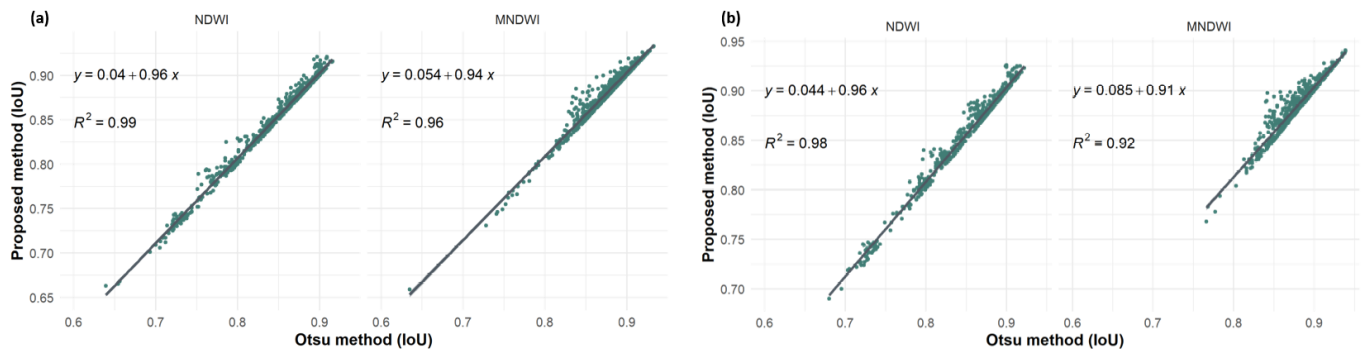 (a)
NDWI
MNDWI
y = 0.04 + 0.96 x
R² = 0.99
y = 0.054 + 0.94 x
R² = 0.96
Proposed method (IoU)
0.90
0.85
0.80
0.75
0.70
0.65
0.6 0.7 0.8 0.9 0.6 0.7 0.8 0.9
Otsu method (IoU)
(b)
NDWI
MNDWI
y = 0.044 + 0.96 x
R² = 0.98
y = 0.085 + 0.91 x
R² = 0.92
Proposed method (IoU)
0.95
0.90
0.85
0.80
0.75
0.70
0.6 0.7 0.8 0.9 0.6 0.7 0.8 0.9
Otsu method (IoU)